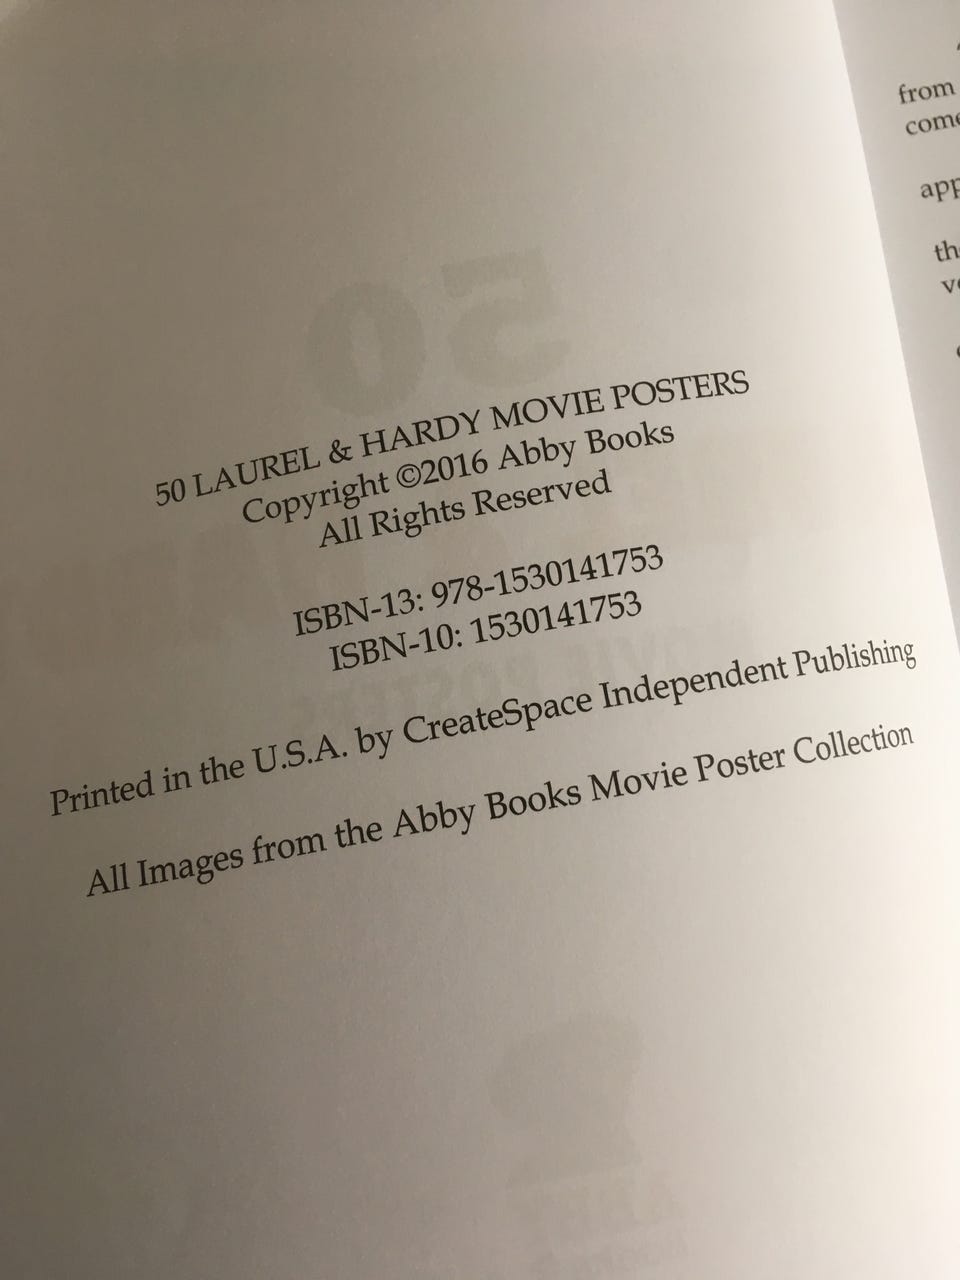 50 LAUREL & HARDY MOVIE POSTERS
Copyright ©2016 Abby Books
All Rights Reserved
ISBN-13: 978-1530141753
ISBN-10: 1530141753
Printed in the U.S.A. by CreateSpace Independent Publishing
All Images from the Abby Books Movie Poster Collection
from